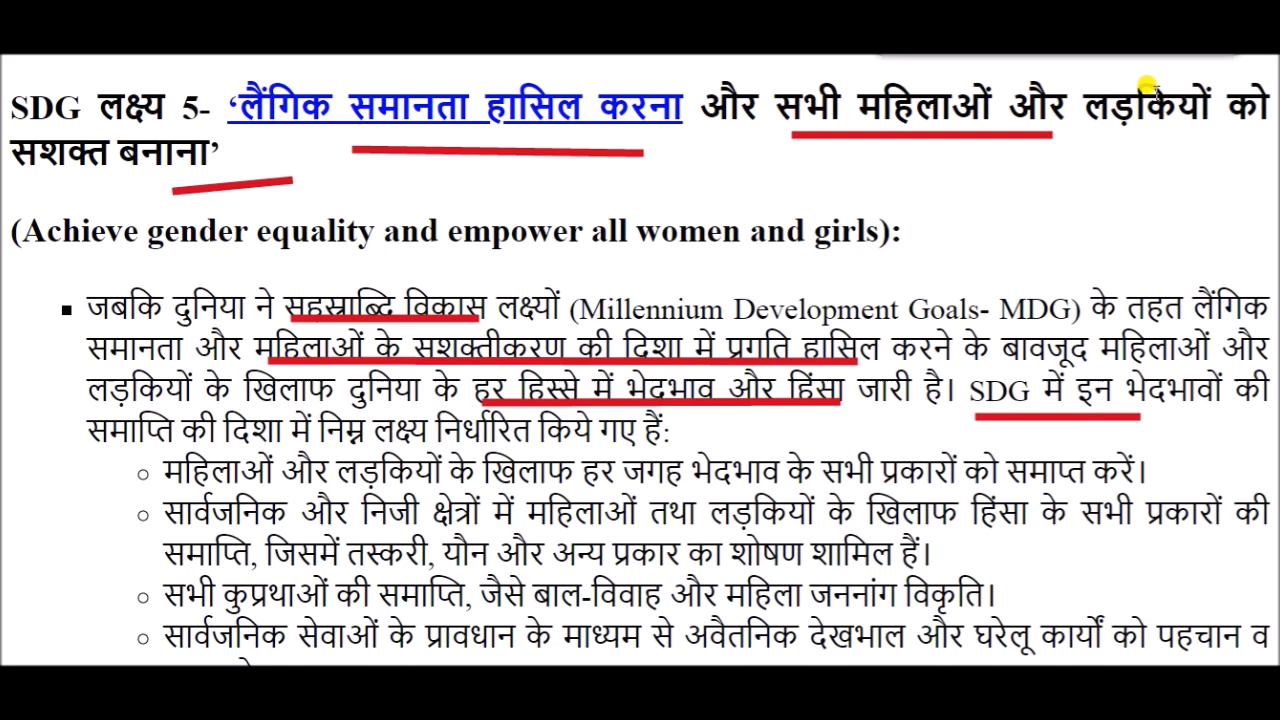 SDG लक्ष्य 5- ‘लैंगिक समानता हासिल करना और सभी महिलाओं और लड़कियों को
सशक्त बनाना’
(Achieve gender equality and empower all women and girls):
▪ जबकि दुनिया ने सहस्राब्दि विकास लक्ष्यों (Millennium Development Goals- MDG) के तहत लैंगिक
समानता और महिलाओं के सशक्तीकरण की दिशा में प्रगति हासिल करने के बावजूद महिलाओं और
लड़कियों के खिलाफ दुनिया के हर हिस्से में भेदभाव और हिंसा जारी है। SDG में इन भेदभावों की
समाप्ति की दिशा में निम्न लक्ष्य निर्धारित किये गए हैं:
○ महिलाओं और लड़कियों के खिलाफ हर जगह भेदभाव के सभी प्रकारों को समाप्त करें।
○ सार्वजनिक और निजी क्षेत्रों में महिलाओं तथा लड़कियों के खिलाफ हिंसा के सभी प्रकारों की
समाप्ति, जिसमें तस्करी, यौन और अन्य प्रकार का शोषण शामिल हैं।
○ सभी कुप्रथाओं की समाप्ति, जैसे बाल-विवाह और महिला जननांग विकृति।
○ सार्वजनिक सेवाओं के प्रावधान के माध्यम से अवैतनिक देखभाल और घरेलू कार्यों को पहचान व